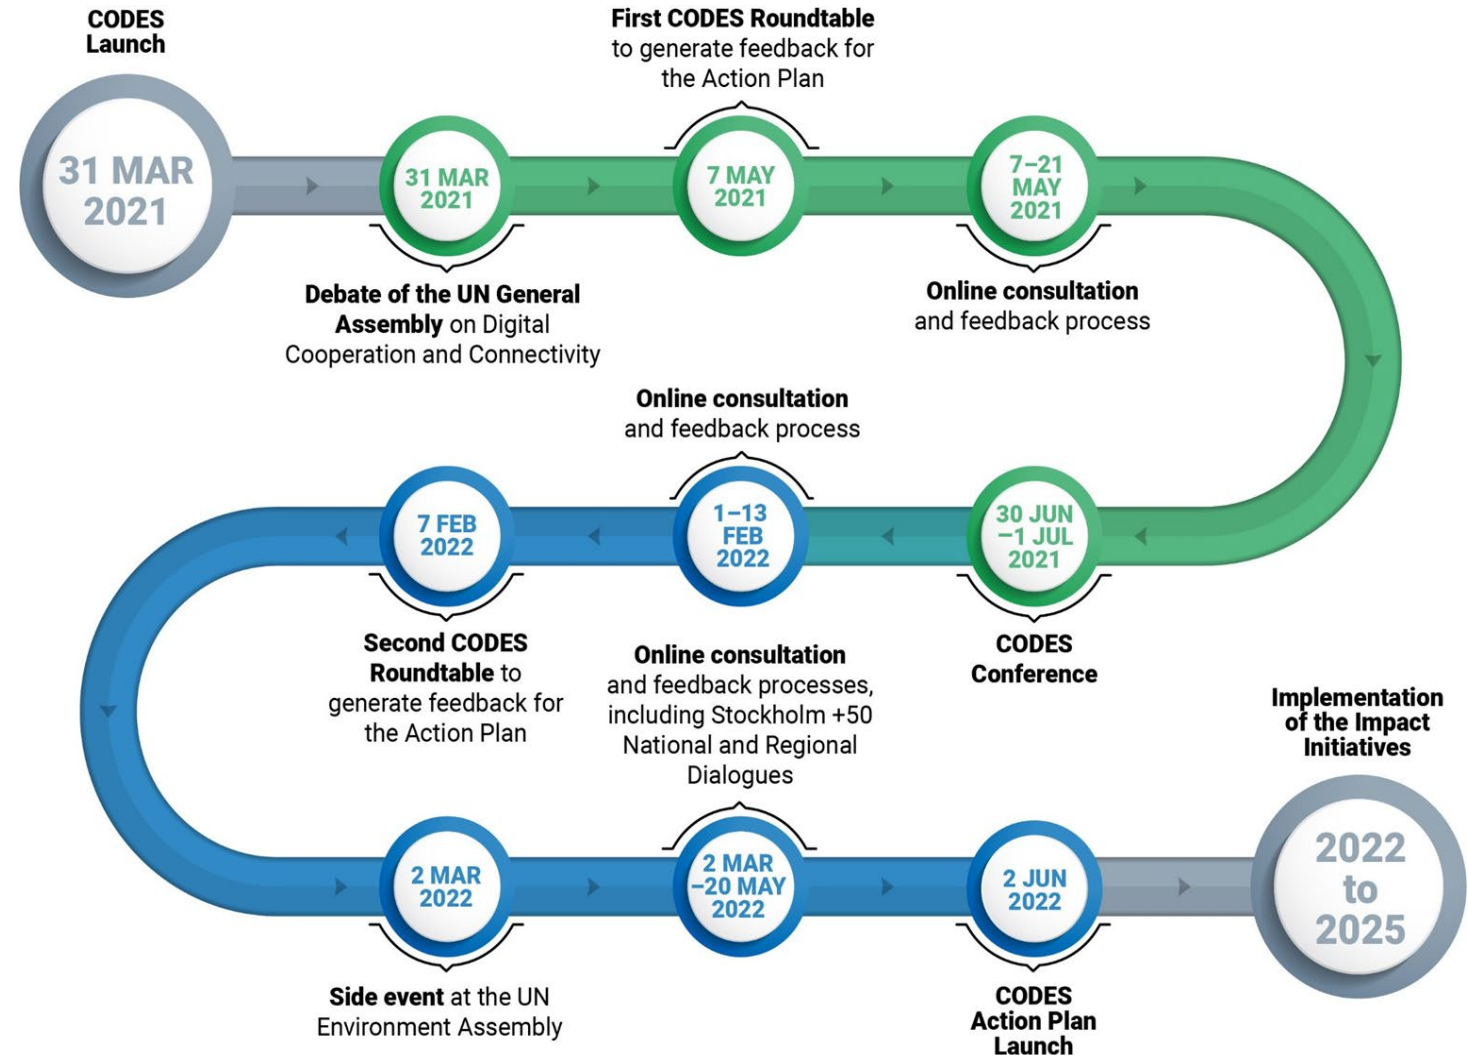 CODES
Launch
31 MAR
2021
31 MAR
2021
Debate of the UN General
Assembly on Digital
Cooperation and Connectivity
First CODES Roundtable
to generate feedback for
the Action Plan
7 MAY
2021
7–21
MAY
2021
Online consultation
and feedback process
30 JUN
–1 JUL
2021
CODES
Conference
Online consultation
and feedback process
1–13
FEB
2022
7 FEB
2022
Second CODES
Roundtable to
generate feedback for
the Action Plan
2 MAR
2022
Side event at the UN
Environment Assembly
Online consultation
and feedback processes,
including Stockholm +50
National and Regional
Dialogues
2 MAR
–20 MAY
2022
2 JUN
2022
CODES
Action Plan
Launch
Implementation
of the Impact
Initiatives
2022
to
2025